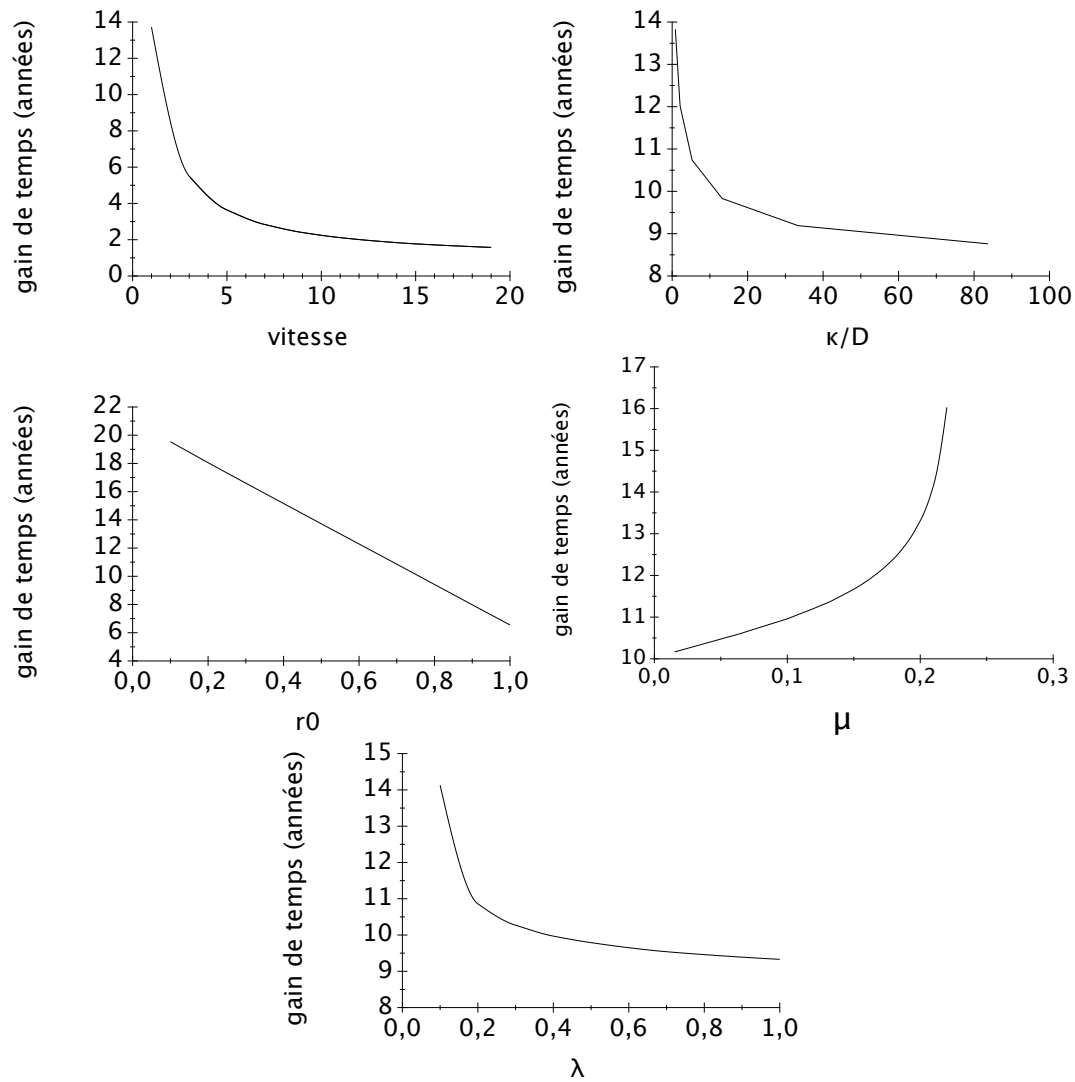 gain de temps (années)
14
12
10
8
6
4
2
0
0 5 10 15 20
vitesse
gain de temps (années)
14
13
12
11
10
9
8
0 20 40 60 80 100
κ/D
gain de temps (années)
22
20
18
16
14
12
10
8
6
4
0,0 0,2 0,4 0,6 0,8 1,0
r0
gain de temps (années)
17
16
15
14
13
12
11
10
0,0 0,1 0,2 0,3
μ
gain de temps (années)
15
14
13
12
11
10
9
8
0,0 0,2 0,4 0,6 0,8 1,0
λ